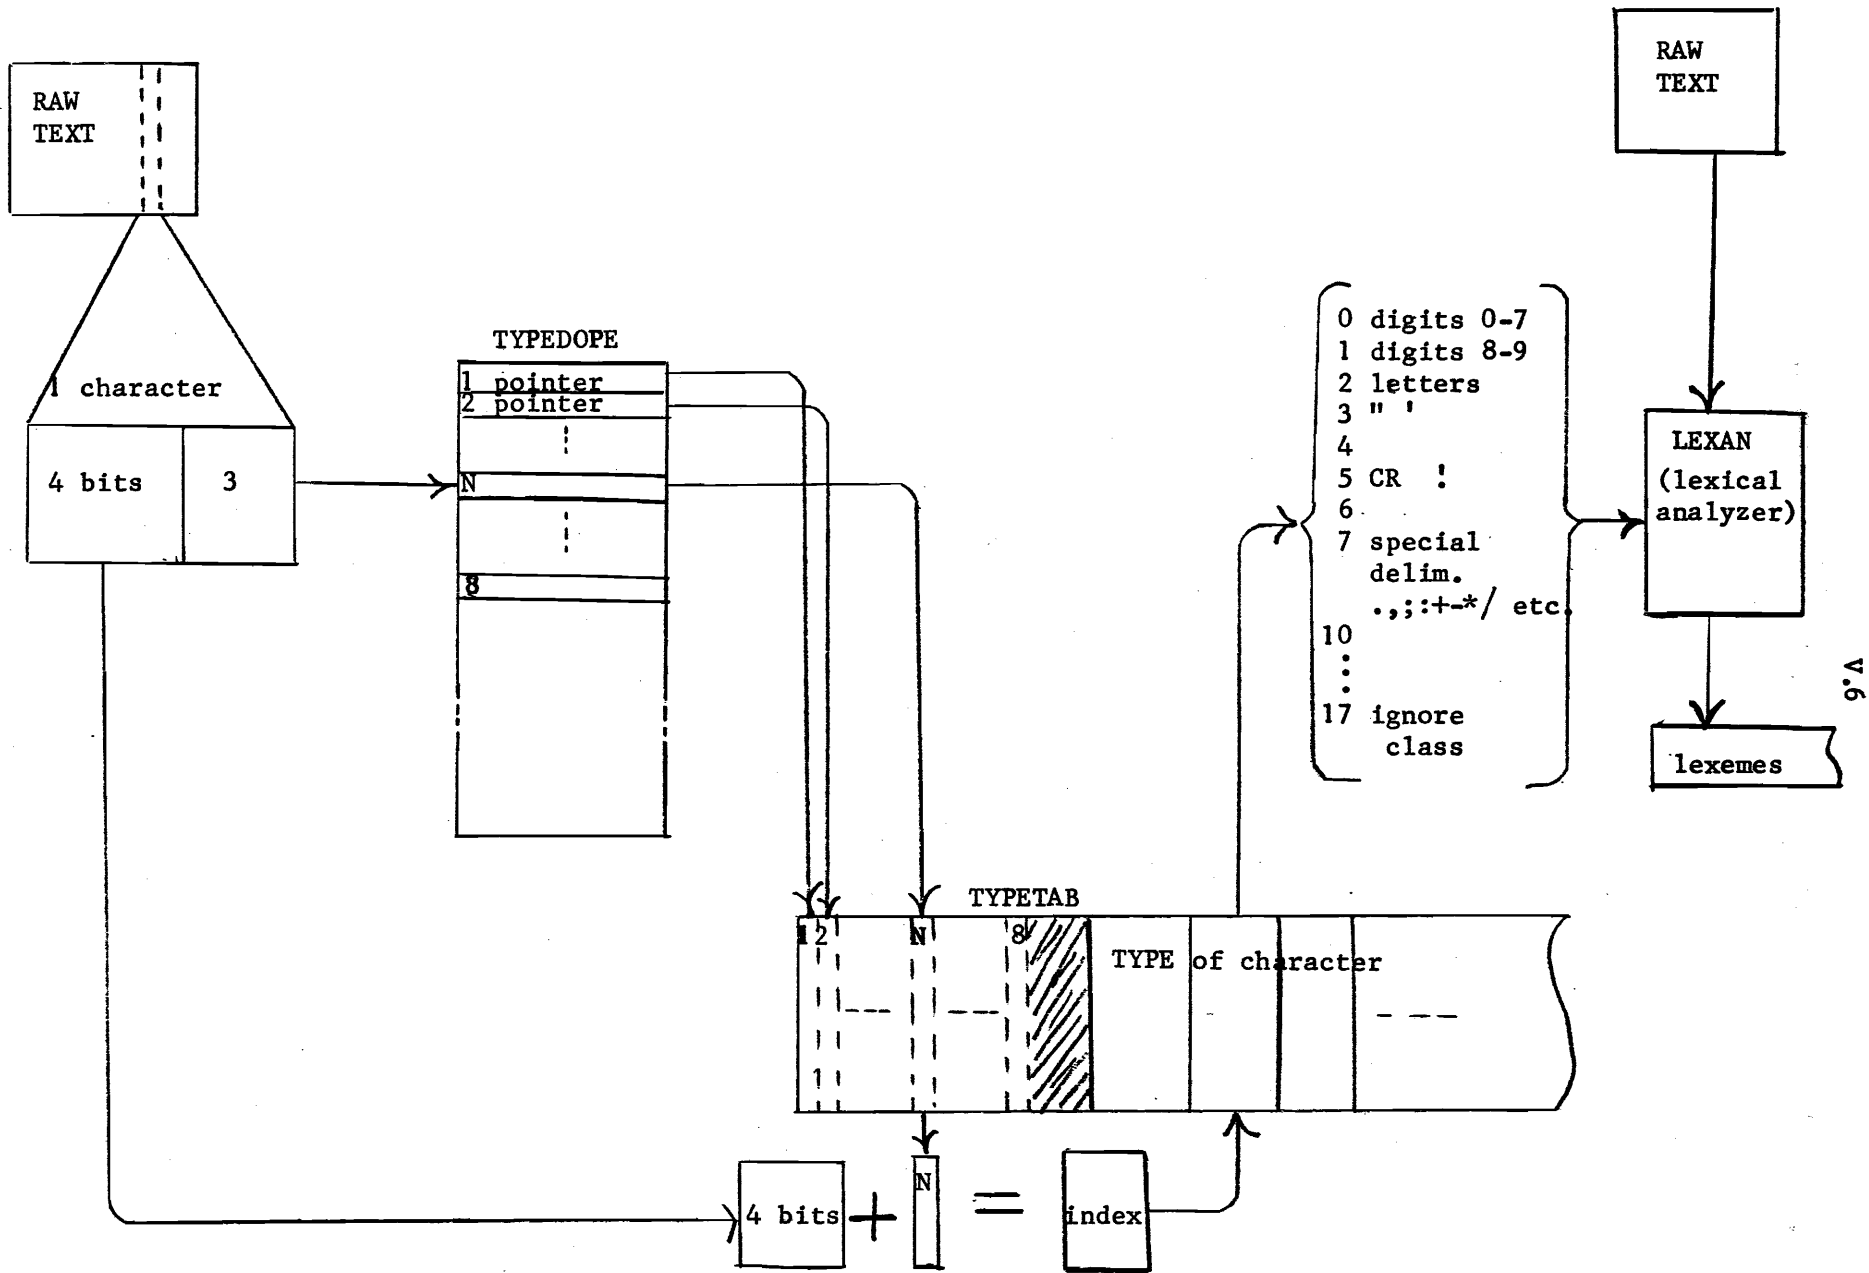 RAW
TEXT
1 character
4 bits
3
TYPEDOPE
1 pointer
2 pointer
N
8
RAW
TEXT
0 digits 0-7
1 digits 8-9
2 letters
3 " '
4
5 CR !
6
7 special
delim.
.,;:+-*/ etc.
10
17 ignore
class
LEXAN
(lexical
analyzer)
lexemes
V.6
TYPETAB
1 2
N
8
TYPE of character
4 bits
+
N
=
index